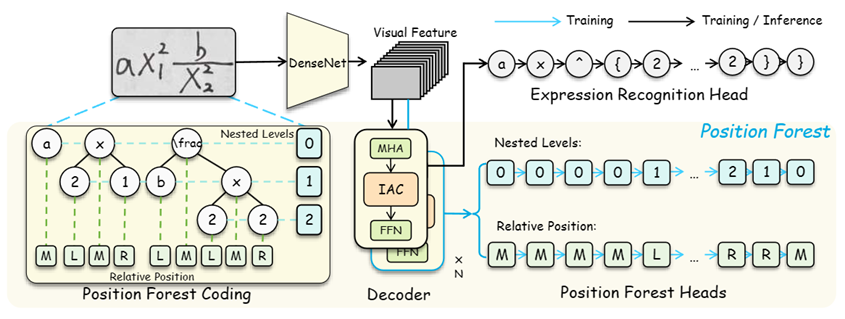 Training
Training / Inference
a x_1^2 \frac{b}{x_2^2}
DenseNet
Visual Feature
a x ^ { 2 ... 2 } }
Expression Recognition Head
Position Forest
a x \frac Nested Levels 0
2 1 b x 1
2 2 2
M L M R L M L M R
Relative Position
Position Forest Coding
MHA
IAC
FFN
FFN
× N
Decoder
Nested Levels:
0 0 0 0 1 ... 2 1 0
Relative Position:
M M M M L ... R R M
Position Forest Heads